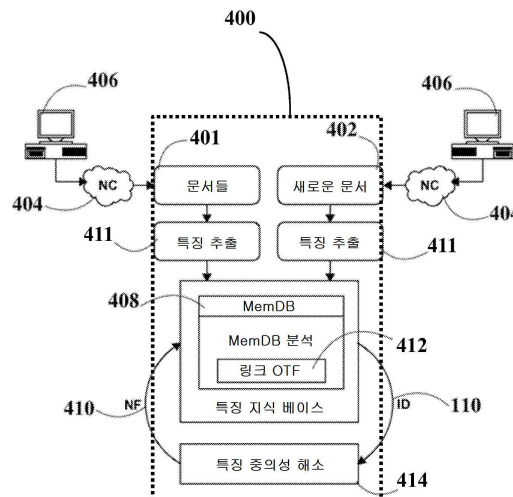 400
406
406
401
402
NC
문서들
새로운 문서
NC
404
404
411
특징 추출
특징 추출
411
408
MemDB
MemDB 분석
412
링크 OTF
410
NF
특징 지식 베이스
ID
110
특징 중의성 해소
414